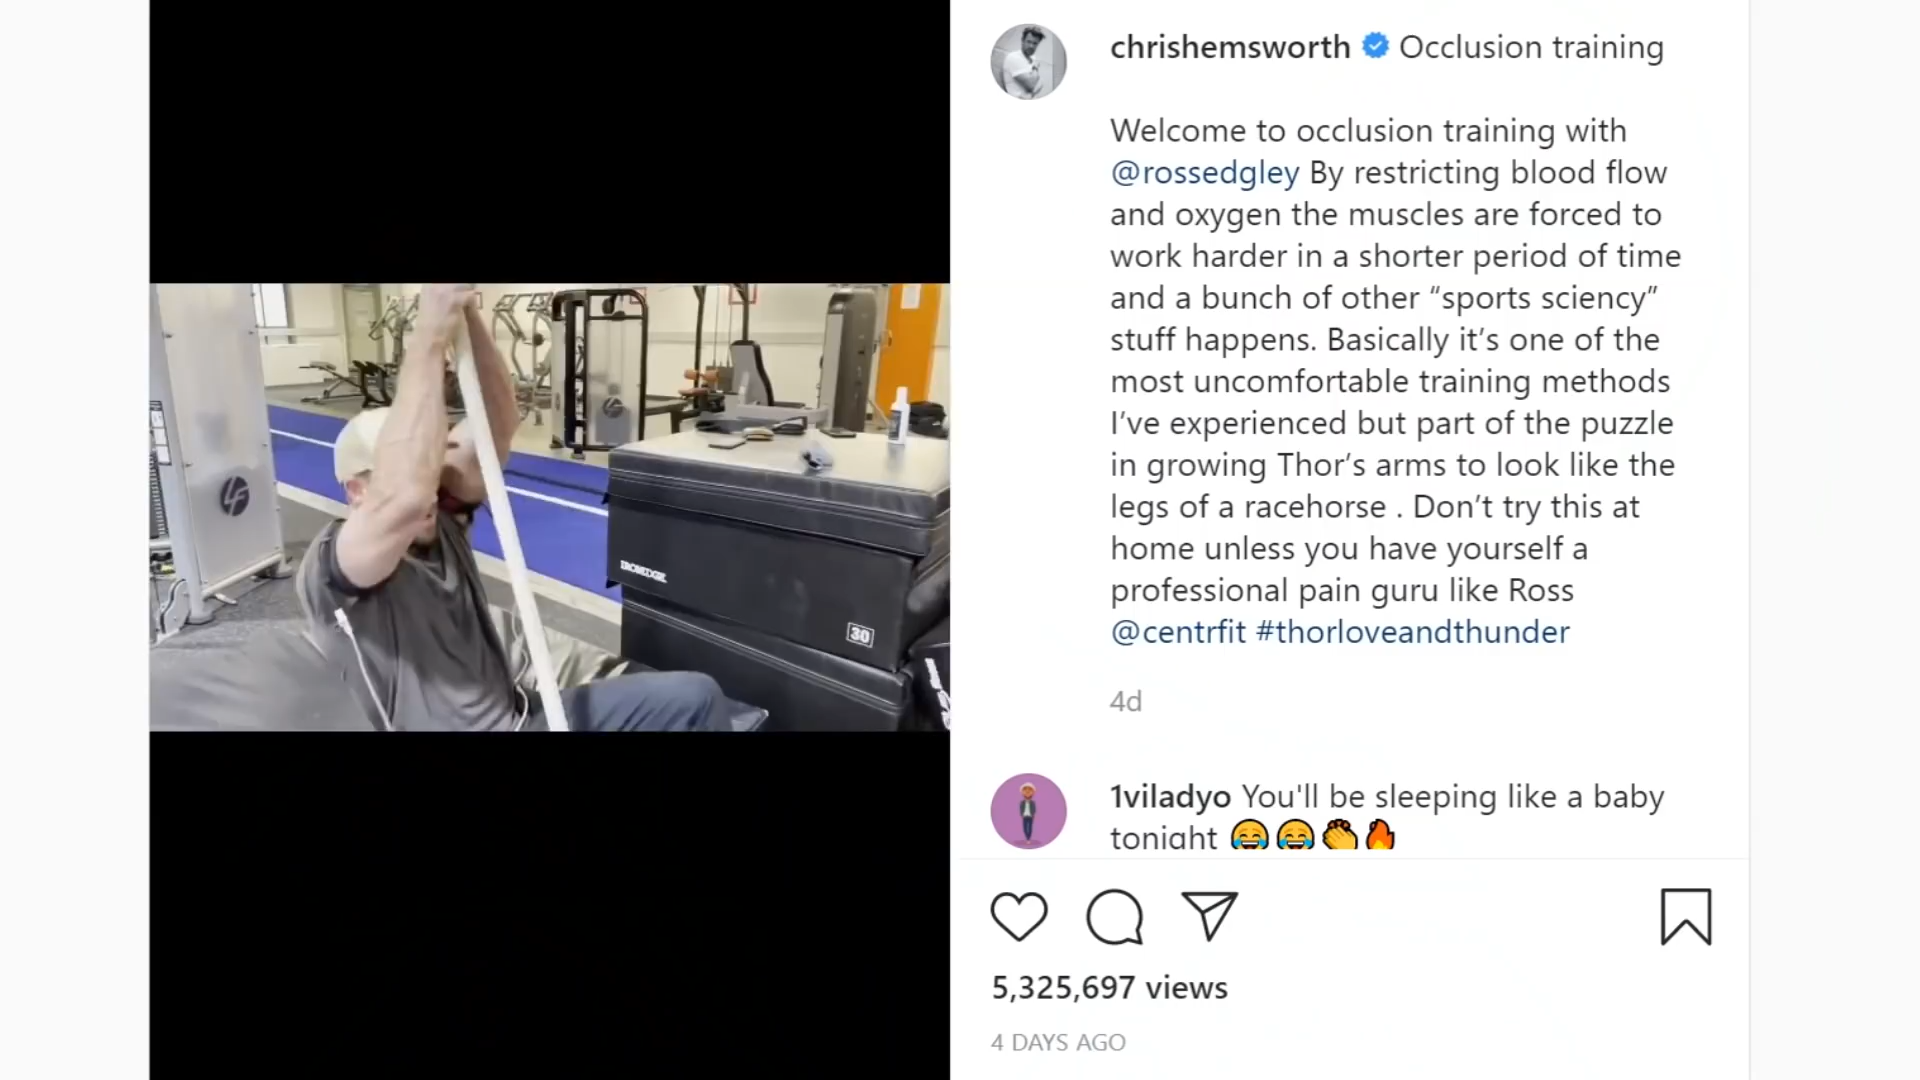 chrishemsworth Occlusion training
Welcome to occlusion training with
@rossedgley By restricting blood flow
and oxygen the muscles are forced to
work harder in a shorter period of time
and a bunch of other “sports sciency”
stuff happens. Basically it’s one of the
most uncomfortable training methods
I’ve experienced but part of the puzzle
in growing Thor’s arms to look like the
legs of a racehorse . Don’t try this at
home unless you have yourself a
professional pain guru like Ross
@centrfit #thorloveandthunder
4d
1viladyo You'll be sleeping like a baby
tonight 😂😂👏🔥
5,325,697 views
4 DAYS AGO
LF
IRONEDGE
30